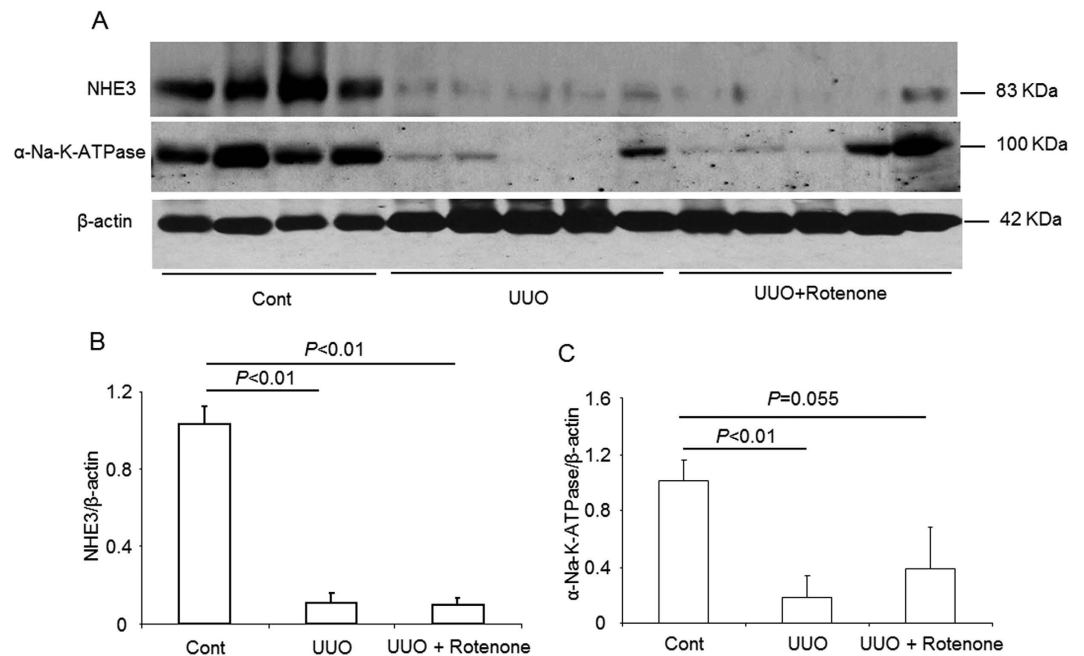 A
NHE3
83 KDa
α-Na-K-ATPase
100 KDa
β-actin
42 KDa
Cont
UUO
UUO+Rotenone
B
P<0.01
P<0.01
NHE3/β-actin
1.2
0.8
0.4
0
Cont
UUO
UUO + Rotenone
C
P=0.055
P<0.01
α-Na-K-ATPase/β-actin
1.6
1.2
0.8
0.4
0
Cont
UUO
UUO + Rotenone